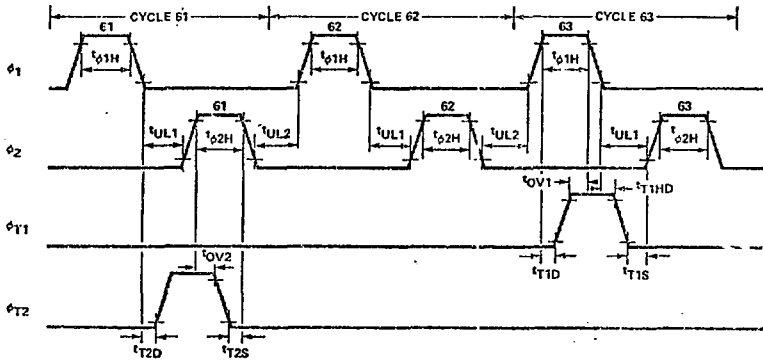 CYCLE 61 CYCLE 62 CYCLE 63
61 62 63
ϕ1 tϕ1H tϕ1H tϕ1H
61 62 63
ϕ2 tUL1 tϕ2H tUL2 tUL1 tϕ2H tUL2 tUL1 tϕ2H
tOV1 tT1HD
ϕT1
tOV2 tT1D tT1S
ϕT2
tT2D tT2S